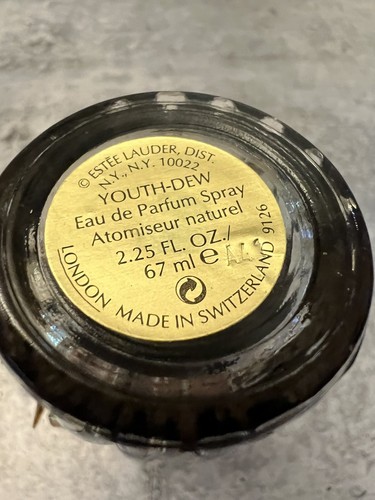 © ESTĒE LAUDER, DIST.
N.Y., N.Y. 10022
YOUTH-DEW
Eau de Parfum Spray
Atomiseur naturel
2.25 FL. OZ./
67 ml ℮
LONDON MADE IN SWITZERLAND 9126